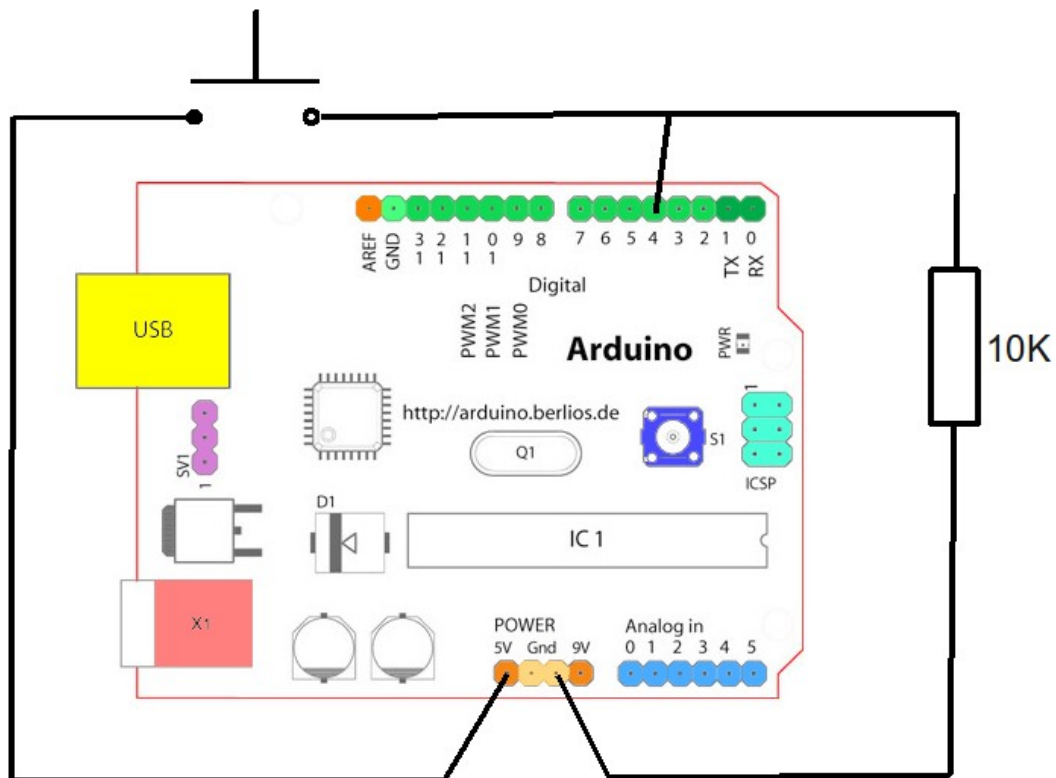 AREF
GND
13
12
11
10
9
8
7
6
5
4
3
2
1
0
TX
RX
Digital
PWM2
PWM1
PWM0
Arduino
PWR
10K
USB
http://arduino.berlios.de
1
S1
Q1
ICSP
SV1
1
D1
IC 1
X1
POWER
5V Gnd 9V
Analog in
0 1 2 3 4 5